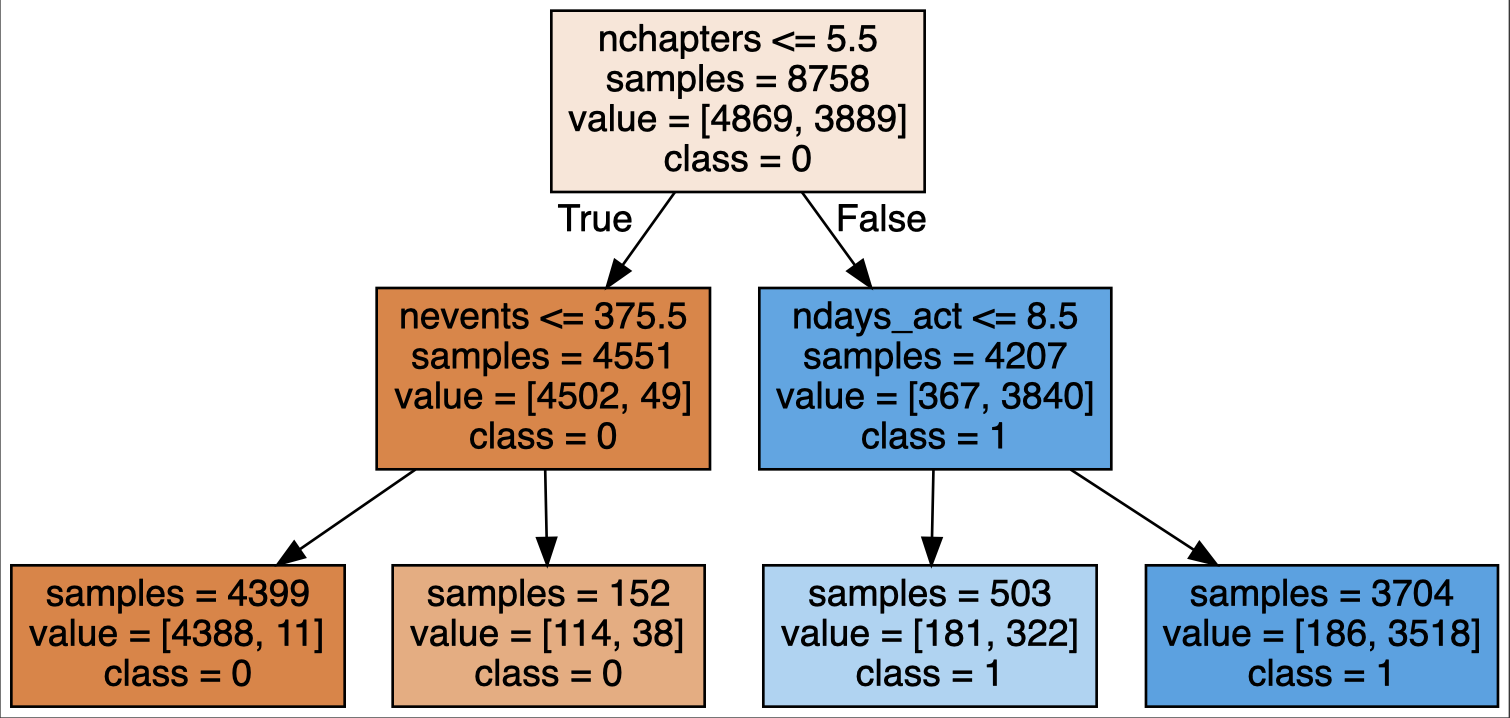 nchapters <= 5.5
samples = 8758
value = [4869, 3889]
class = 0
True
False
nevents <= 375.5
samples = 4551
value = [4502, 49]
class = 0
ndays_act <= 8.5
samples = 4207
value = [367, 3840]
class = 1
samples = 4399
value = [4388, 11]
class = 0
samples = 152
value = [114, 38]
class = 0
samples = 503
value = [181, 322]
class = 1
samples = 3704
value = [186, 3518]
class = 1